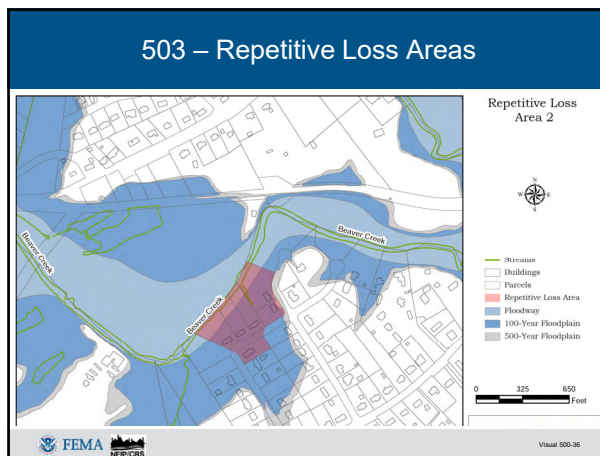 503 – Repetitive Loss Areas
Repetitive Loss
Area 2
N
W E
S
Beaver Creek
Beaver Creek
Beaver Creek
Streams
Buildings
Parcels
Repetitive Loss Area
Floodway
100-Year Floodplain
500-Year Floodplain
0 325 650
Feet
FEMA
NFIP/CRS
Visual 500-36